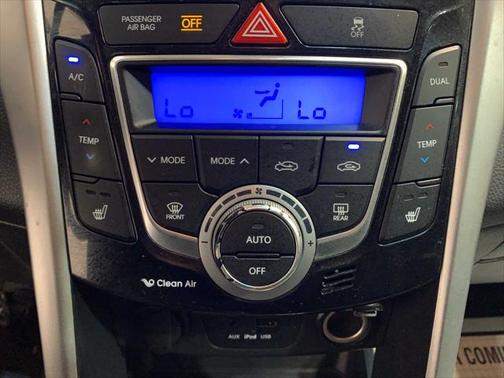 PASSENGER
AIR BAG
OFF
OFF
A/C
DUAL
Lo
Lo
TEMP
TEMP
MODE
MODE
FRONT
REAR
AUTO
OFF
- +
Clean Air
AUX iPod USB
COMI